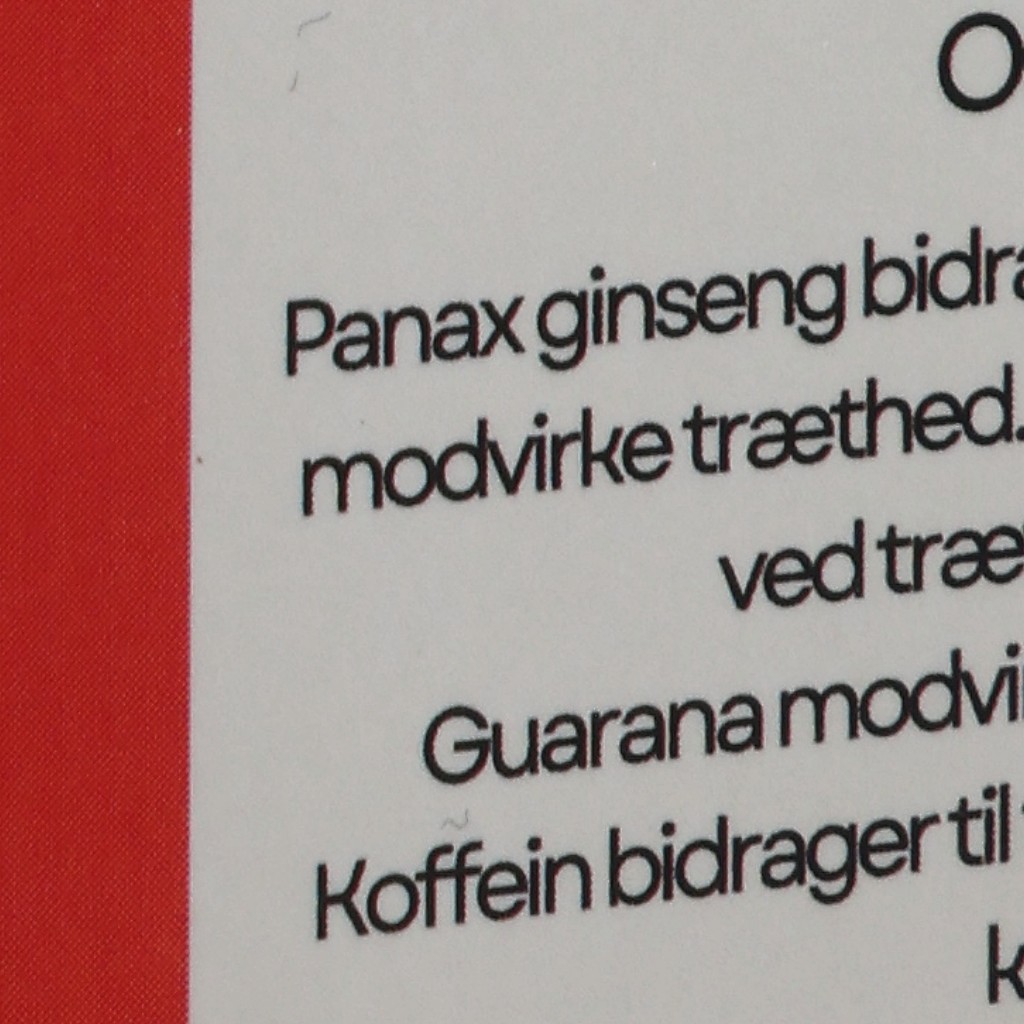 O
Panax ginseng bidra
modvirke træthed.
ved træ
Guarana modvi
Koffein bidrager til
k